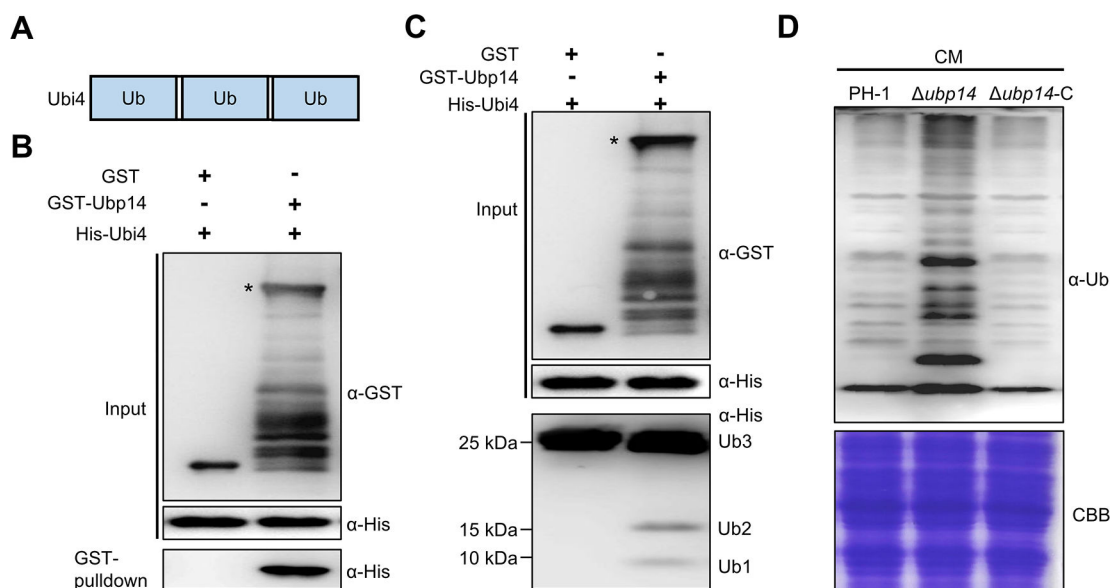 A
Ubi4 Ub Ub Ub
B
GST + -
GST-Ubp14 - +
His-Ubi4 + +
*
Input
α-GST
α-His
GST-
pulldown
α-His
C
GST + -
GST-Ubp14 - +
His-Ubi4 + +
*
Input
α-GST
α-His
α-His
25 kDa Ub3
15 kDa Ub2
10 kDa Ub1
D
CM
PH-1 Δubp14 Δubp14-C
α-Ub
CBB